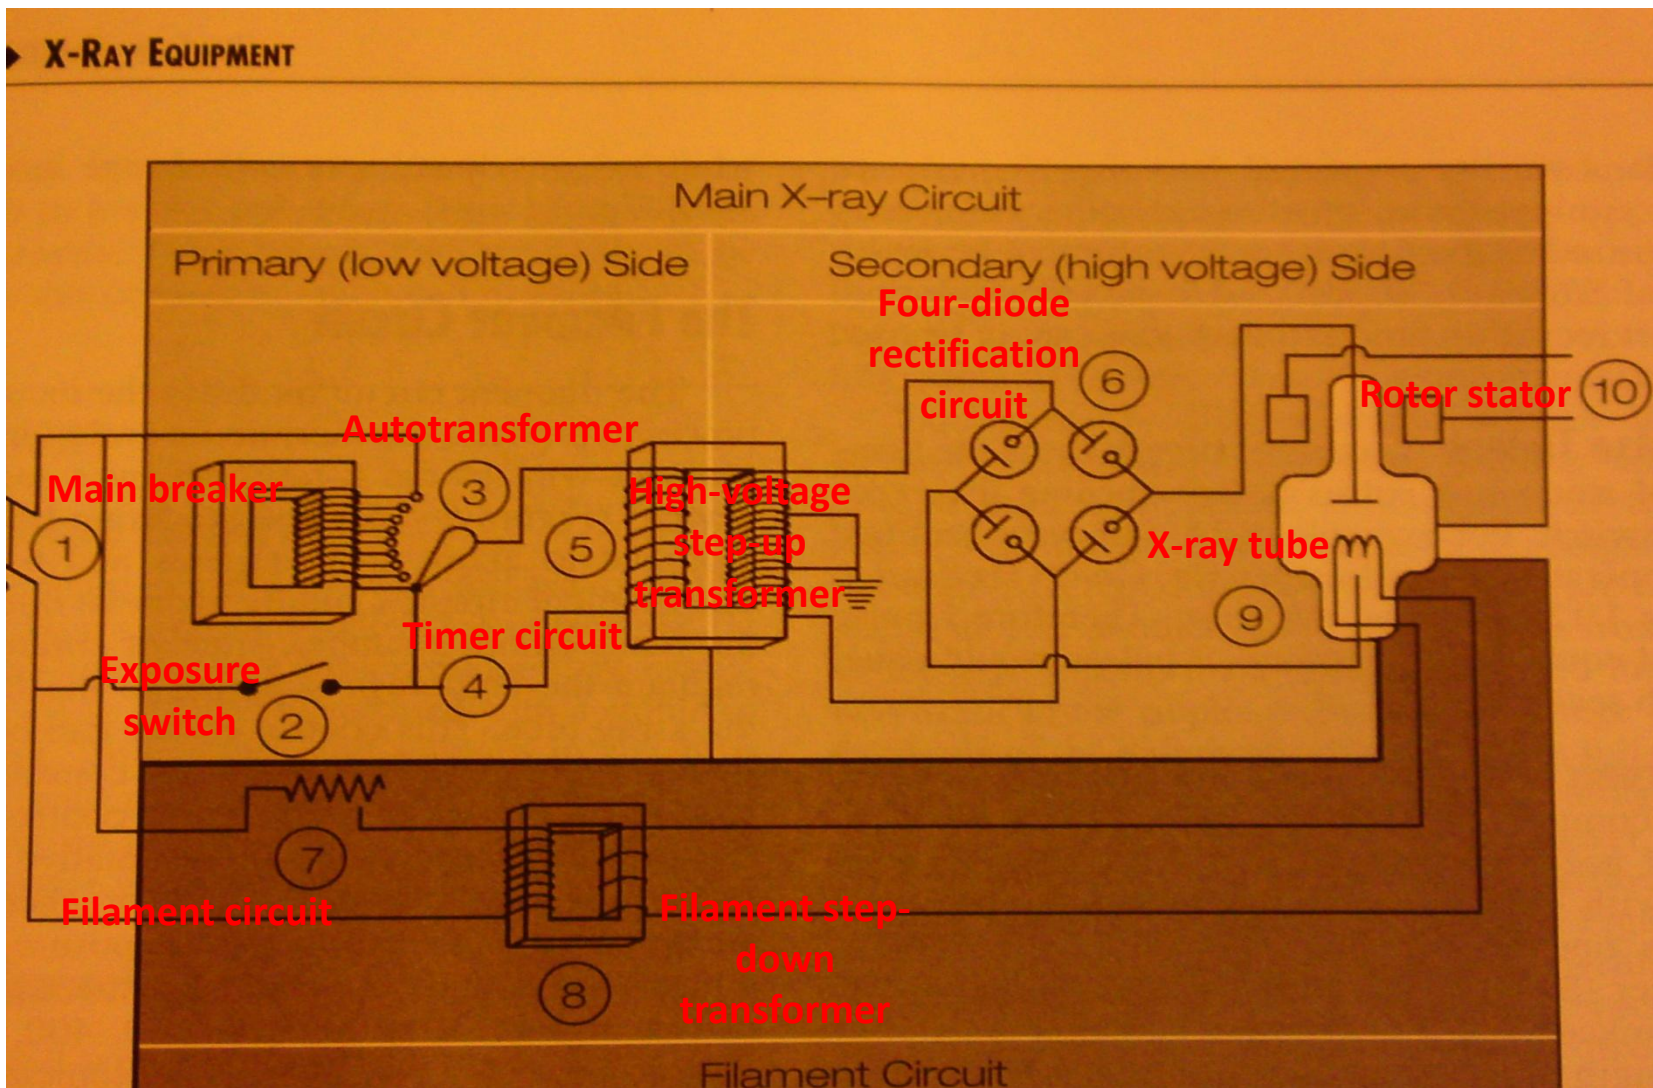 X-RAY EQUIPMENT
Main X-ray Circuit
Primary (low voltage) Side
Secondary (high voltage) Side
Four-diode
rectification
circuit
6
Rotor stator
10
Autotransformer
Main breaker
3
High-voltage
step-up
transformer
1
5
X-ray tube
9
Timer circuit
Exposure
switch
4
2
7
Filament circuit
Filament step-
down
transformer
8
Filament Circuit